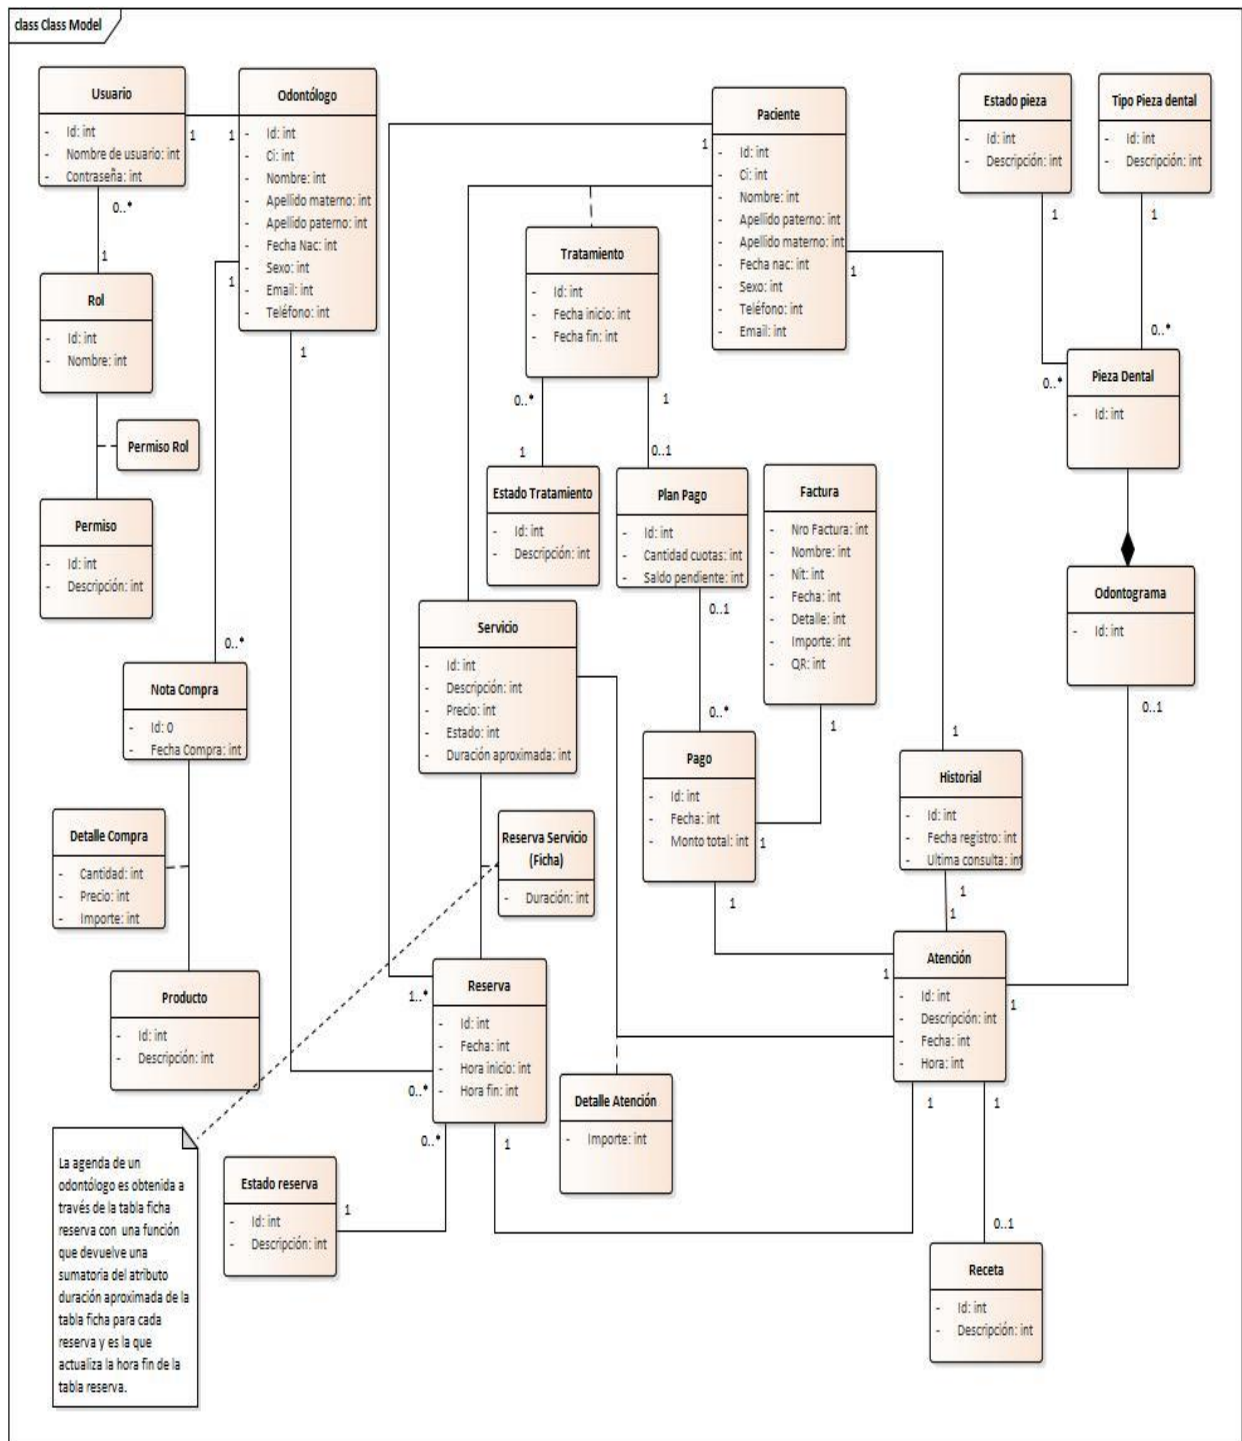 class Class Model
Usuario
- Id: int
- Nombre de usuario: int
- Contraseña: int
1
1
0..*
1
Odontólogo
- Id: int
- Ci: int
- Nombre: int
- Apellido materno: int
- Apellido paterno: int
- Fecha Nac: int
- Sexo: int
- Email: int
- Teléfono: int
1
1
Paciente
- Id: int
- Ci: int
- Nombre: int
- Apellido paterno: int
- Apellido materno: int
- Fecha nac: int
- Sexo: int
- Teléfono: int
- Email: int
1
1
Estado pieza
- Id: int
- Descripción: int
1
Tipo Pieza dental
- Id: int
- Descripción: int
1
Rol
- Id: int
- Nombre: int
Permiso Rol
Permiso
- Id: int
- Descripción: int
Tratamiento
- Id: int
- Fecha inicio: int
- Fecha fin: int
0..*
1
1
0..1
0..*
0..*
Pieza Dental
- Id: int
Estado Tratamiento
- Id: int
- Descripción: int
Plan Pago
- Id: int
- Cantidad cuotas: int
- Saldo pendiente: int
0..1
0..*
Factura
- Nro Factura: int
- Nombre: int
- Nit: int
- Fecha: int
- Detalle: int
- Importe: int
- QR: int
1
Odontograma
- Id: int
0..1
Servicio
- Id: int
- Descripción: int
- Precio: int
- Estado: int
- Duración aproximada: int
0..*
Nota Compra
- Id: 0
- Fecha Compra: int
Pago
- Id: int
- Fecha: int
- Monto total: int
1
1
1
Historial
- Id: int
- Fecha registro: int
- Ultima consulta: int
1
1
Detalle Compra
- Cantidad: int
- Precio: int
- Importe: int
Reserva Servicio
(Ficha)
- Duración: int
Producto
- Id: int
- Descripción: int
1..*
0..*
0..*
1
Reserva
- Id: int
- Fecha: int
- Hora inicio: int
- Hora fin: int
1
1
Atención
- Id: int
- Descripción: int
- Fecha: int
- Hora: int
1
1
Detalle Atención
- Importe: int
La agenda de un
odontólogo es obtenida a
través de la tabla ficha
reserva con una función
que devuelve una
sumatoria del atributo
duración aproximada de la
tabla ficha para cada
reserva y es la que
actualiza la hora fin de la
tabla reserva.
Estado reserva
- Id: int
- Descripción: int
1
0..1
Receta
- Id: int
- Descripción: int